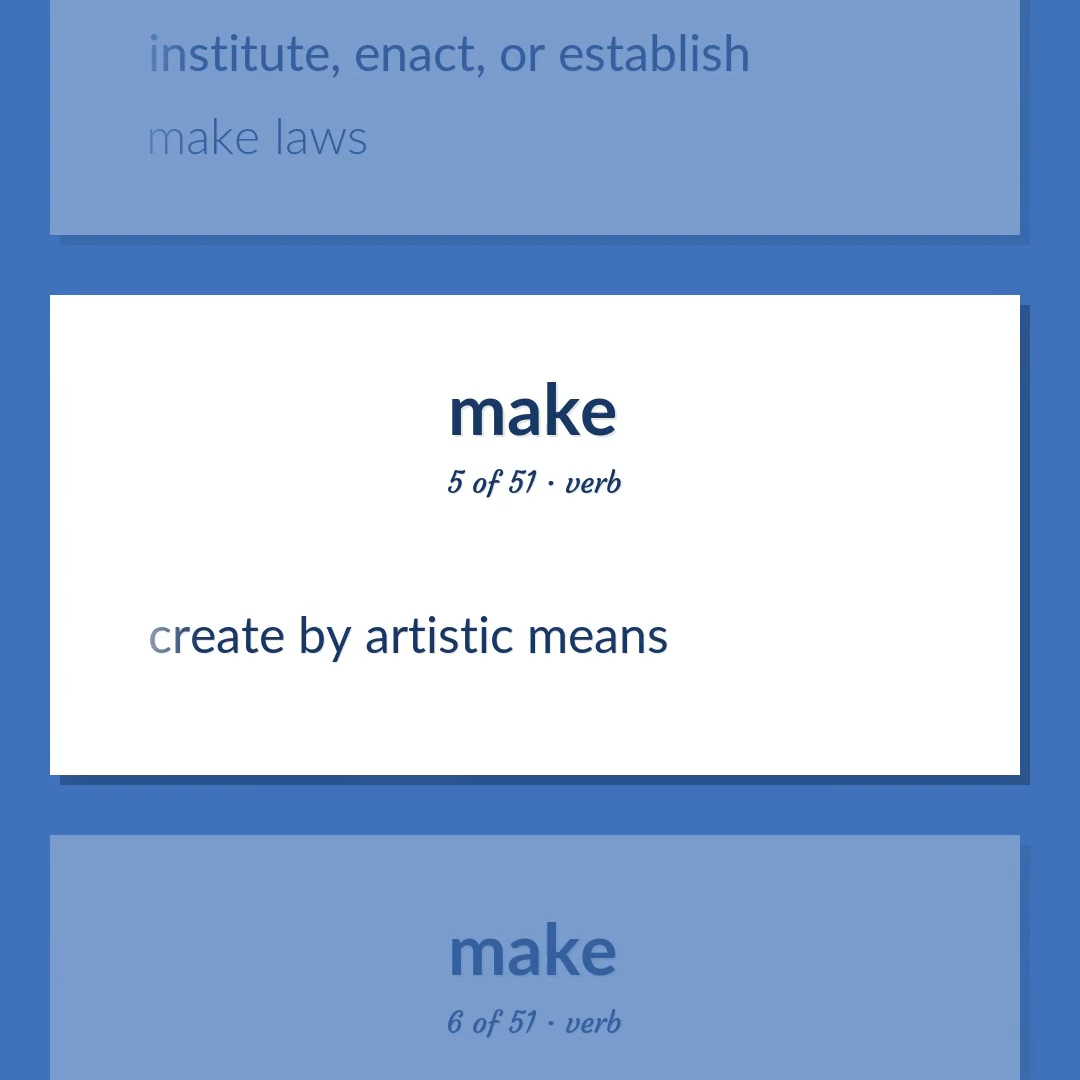 institute, enact, or establish
make laws
make
5 of 51 · verb
create by artistic means
make
6 of 51 · verb